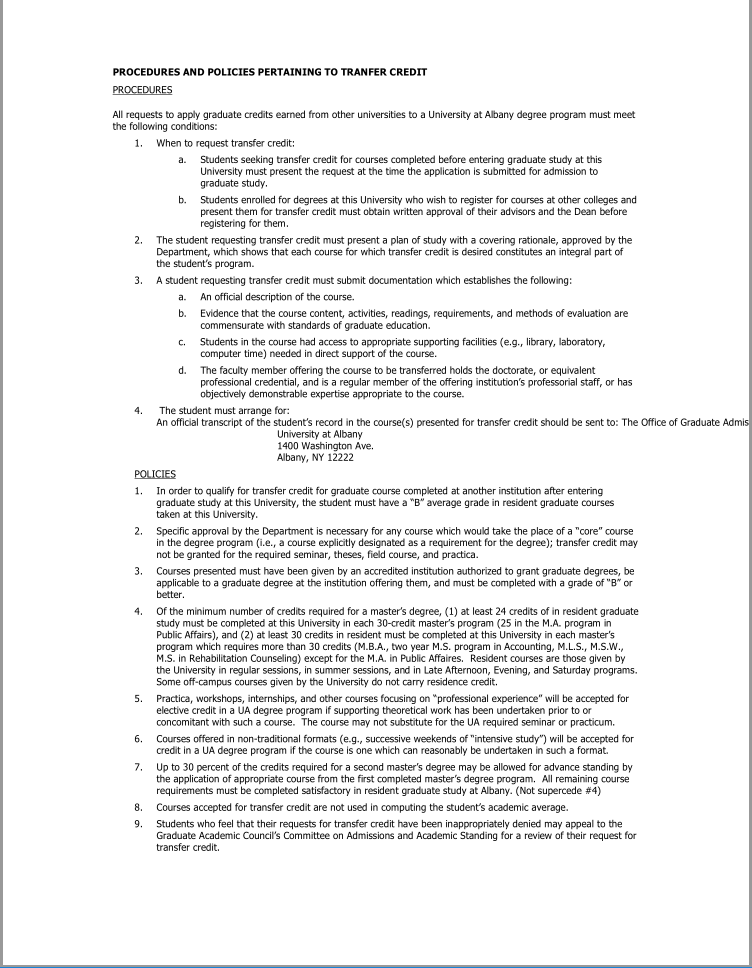 PROCEDURES AND POLICIES PERTAINING TO TRANFER CREDIT
PROCEDURES
All requests to apply graduate credits earned from other universities to a University at Albany degree program must meet
the following conditions:
1. When to request transfer credit:
a. Students seeking transfer credit for courses completed before entering graduate study at this
University must present the request at the time the application is submitted for admission to
graduate study.
b. Students enrolled for degrees at this University who wish to register for courses at other colleges and
present them for transfer credit must obtain written approval of their advisors and the Dean before
registering for them.
2. The student requesting transfer credit must present a plan of study with a covering rationale, approved by the
Department, which shows that each course for which transfer credit is desired constitutes an integral part of
the student's program.
3. A student requesting transfer credit must submit documentation which establishes the following:
a. An official description of the course.
b. Evidence that the course content, activities, readings, requirements, and methods of evaluation are
commensurate with standards of graduate education.
c. Students in the course had access to appropriate supporting facilities (e.g., library, laboratory,
computer time) needed in direct support of the course.
d. The faculty member offering the course to be transferred holds the doctorate, or equivalent
professional credential, and is a regular member of the offering institution's professorial staff, or has
objectively demonstrable expertise appropriate to the course.
4. The student must arrange for:
An official transcript of the student's record in the course(s) presented for transfer credit should be sent to: The Office of Graduate Admis
University at Albany
1400 Washington Ave.
Albany, NY 12222
POLICIES
1. In order to qualify for transfer credit for graduate course completed at another institution after entering
graduate study at this University, the student must have a “B” average grade in resident graduate courses
taken at this University.
2. Specific approval by the Department is necessary for any course which would take the place of a “core” course
in the degree program (i.e., a course explicitly designated as a requirement for the degree); transfer credit may
not be granted for the required seminar, theses, field course, and practica.
3. Courses presented must have been given by an accredited institution authorized to grant graduate degrees, be
applicable to a graduate degree at the institution offering them, and must be completed with a grade of “B” or
better.
4. Of the minimum number of credits required for a master's degree, (1) at least 24 credits of in resident graduate
study must be completed at this University in each 30-credit master's program (25 in the M.A. program in
Public Affairs), and (2) at least 30 credits in resident must be completed at this University in each master's
program which requires more than 30 credits (M.B.A., two year M.S. program in Accounting, M.L.S., M.S.W.,
M.S. in Rehabilitation Counseling) except for the M.A. in Public Affairs. Resident courses are those given by
the University in regular sessions, in summer sessions, and in Late Afternoon, Evening, and Saturday programs.
Some off-campus courses given by the University do not carry residence credit.
5. Practica, workshops, internships, and other courses focusing on “professional experience” will be accepted for
elective credit in a UA degree program if supporting theoretical work has been undertaken prior to or
concomitant with such a course. The course may not substitute for the UA required seminar or practicum.
6. Courses offered in non-traditional formats (e.g., successive weekends of “intensive study”) will be accepted for
credit in a UA degree program if the course is one which can reasonably be undertaken in such a format.
7. Up to 30 percent of the credits required for a second master's degree may be allowed for advance standing by
the application of appropriate course from the first completed master's degree program. All remaining course
requirements must be completed satisfactory in resident graduate study at Albany. (Not supercede #4)
8. Courses accepted for transfer credit are not used in computing the student's academic average.
9. Students who feel that their requests for transfer credit have been inappropriately denied may appeal to the
Graduate Academic Council's Committee on Admissions and Academic Standing for a review of their request for
transfer credit.